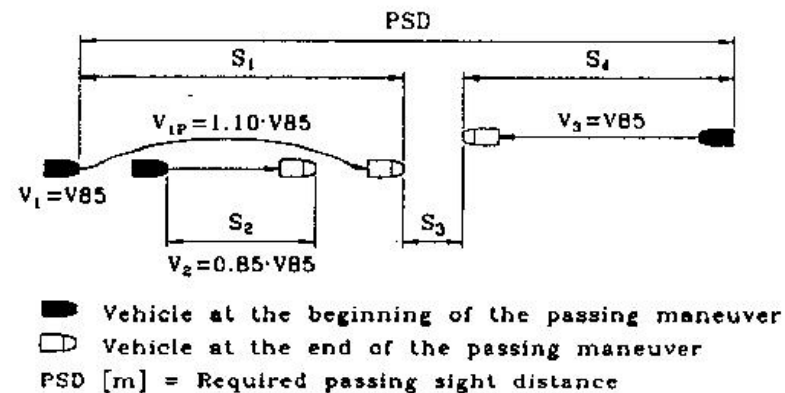 PSD
S₁ S₄
V₁ₚ=1.10·V85 V₃=V85
V₁=V85
S₂ S₃
V₂=0.85·V85
Vehicle at the beginning of the passing maneuver
Vehicle at the end of the passing maneuver
PSD [m] = Required passing sight distance